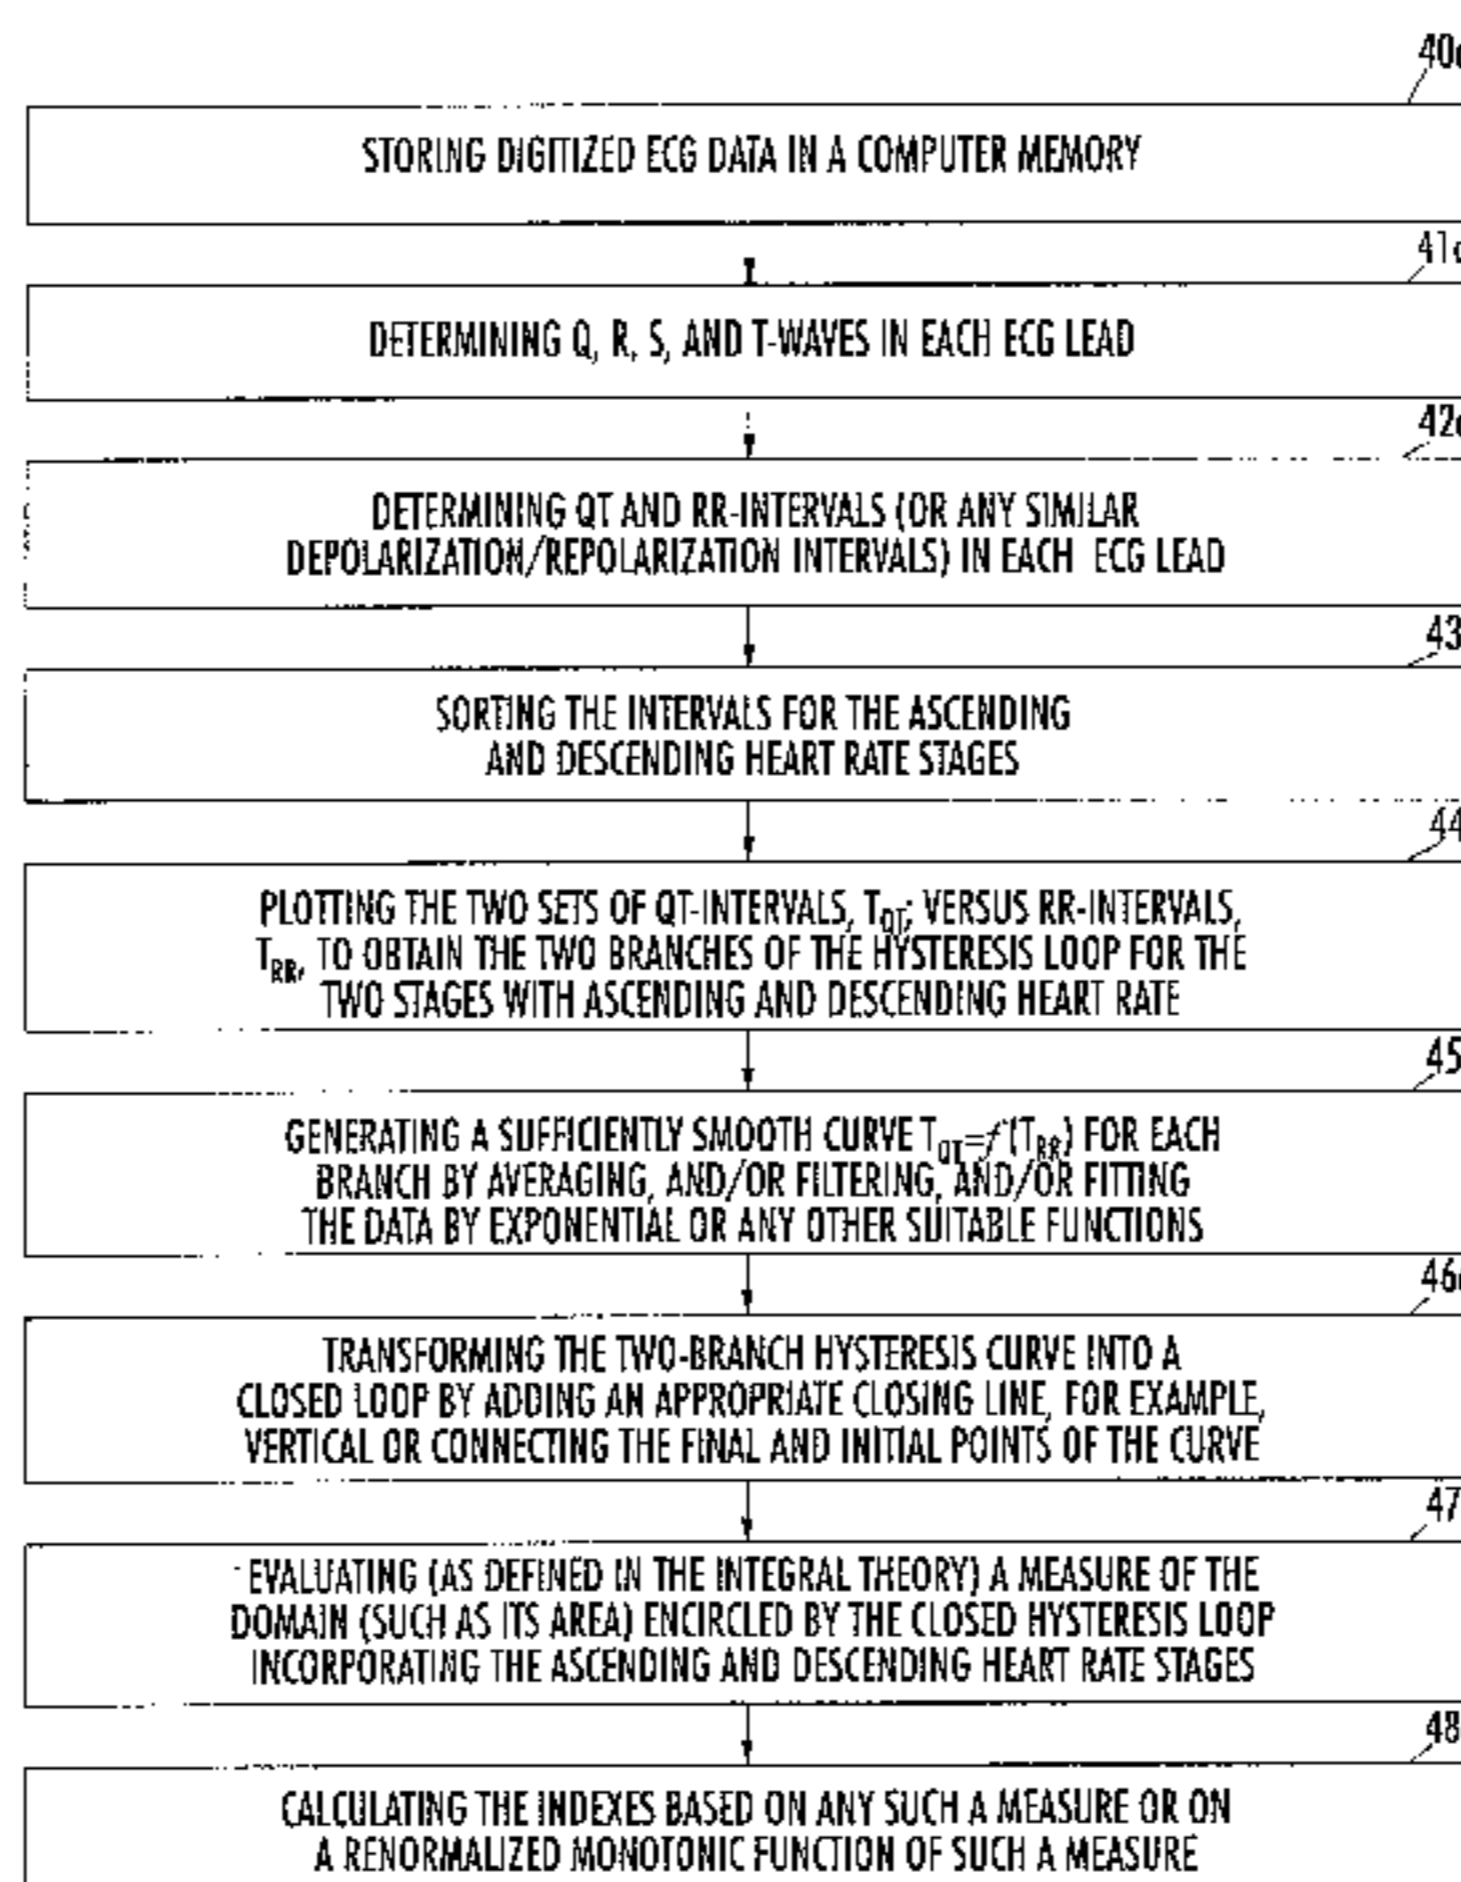 40
STORING DIGITIZED ECG DATA IN A COMPUTER MEMORY
41
DETERMINING Q, R, S, AND T-WAVES IN EACH ECG LEAD
42
DETERMINING QT AND RR-INTERVALS (OR ANY SIMILAR
DEPOLARIZATION/REPOLARIZATION INTERVALS) IN EACH ECG LEAD
43
SORTING THE INTERVALS FOR THE ASCENDING
AND DESCENDING HEART RATE STAGES
44
PLOTTING THE TWO SETS OF QT-INTERVALS, T_QT; VERSUS RR-INTERVALS,
T_RR, TO OBTAIN THE TWO BRANCHES OF THE HYSTERESIS LOOP FOR THE
TWO STAGES WITH ASCENDING AND DESCENDING HEART RATE
45
GENERATING A SUFFICIENTLY SMOOTH CURVE T_QT=f(T_RR) FOR EACH
BRANCH BY AVERAGING, AND/OR FILTERING, AND/OR FITTING
THE DATA BY EXPONENTIAL OR ANY OTHER SUITABLE FUNCTIONS
46
TRANSFORMING THE TWO-BRANCH HYSTERESIS CURVE INTO A
CLOSED LOOP BY ADDING AN APPROPRIATE CLOSING LINE, FOR EXAMPLE,
VERTICAL OR CONNECTING THE FINAL AND INITIAL POINTS OF THE CURVE
47
EVALUATING (AS DEFINED IN THE INTEGRAL THEORY) A MEASURE OF THE
DOMAIN (SUCH AS ITS AREA) ENCIRCLED BY THE CLOSED HYSTERESIS LOOP
INCORPORATING THE ASCENDING AND DESCENDING HEART RATE STAGES
48
CALCULATING THE INDEXES BASED ON ANY SUCH A MEASURE OR ON
A RENORMALIZED MONOTONIC FUNCTION OF SUCH A MEASURE